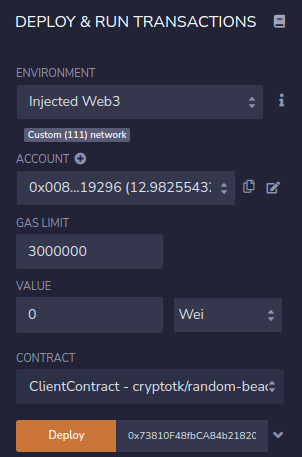 DEPLOY & RUN TRANSACTIONS
ENVIRONMENT
Injected Web3
Custom (111) network
ACCOUNT
0x008...19296 (12.9825543
GAS LIMIT
3000000
VALUE
0 Wei
CONTRACT
ClientContract - cryptotk/random-bea
Deploy 0x73810F48fbCA84b2182